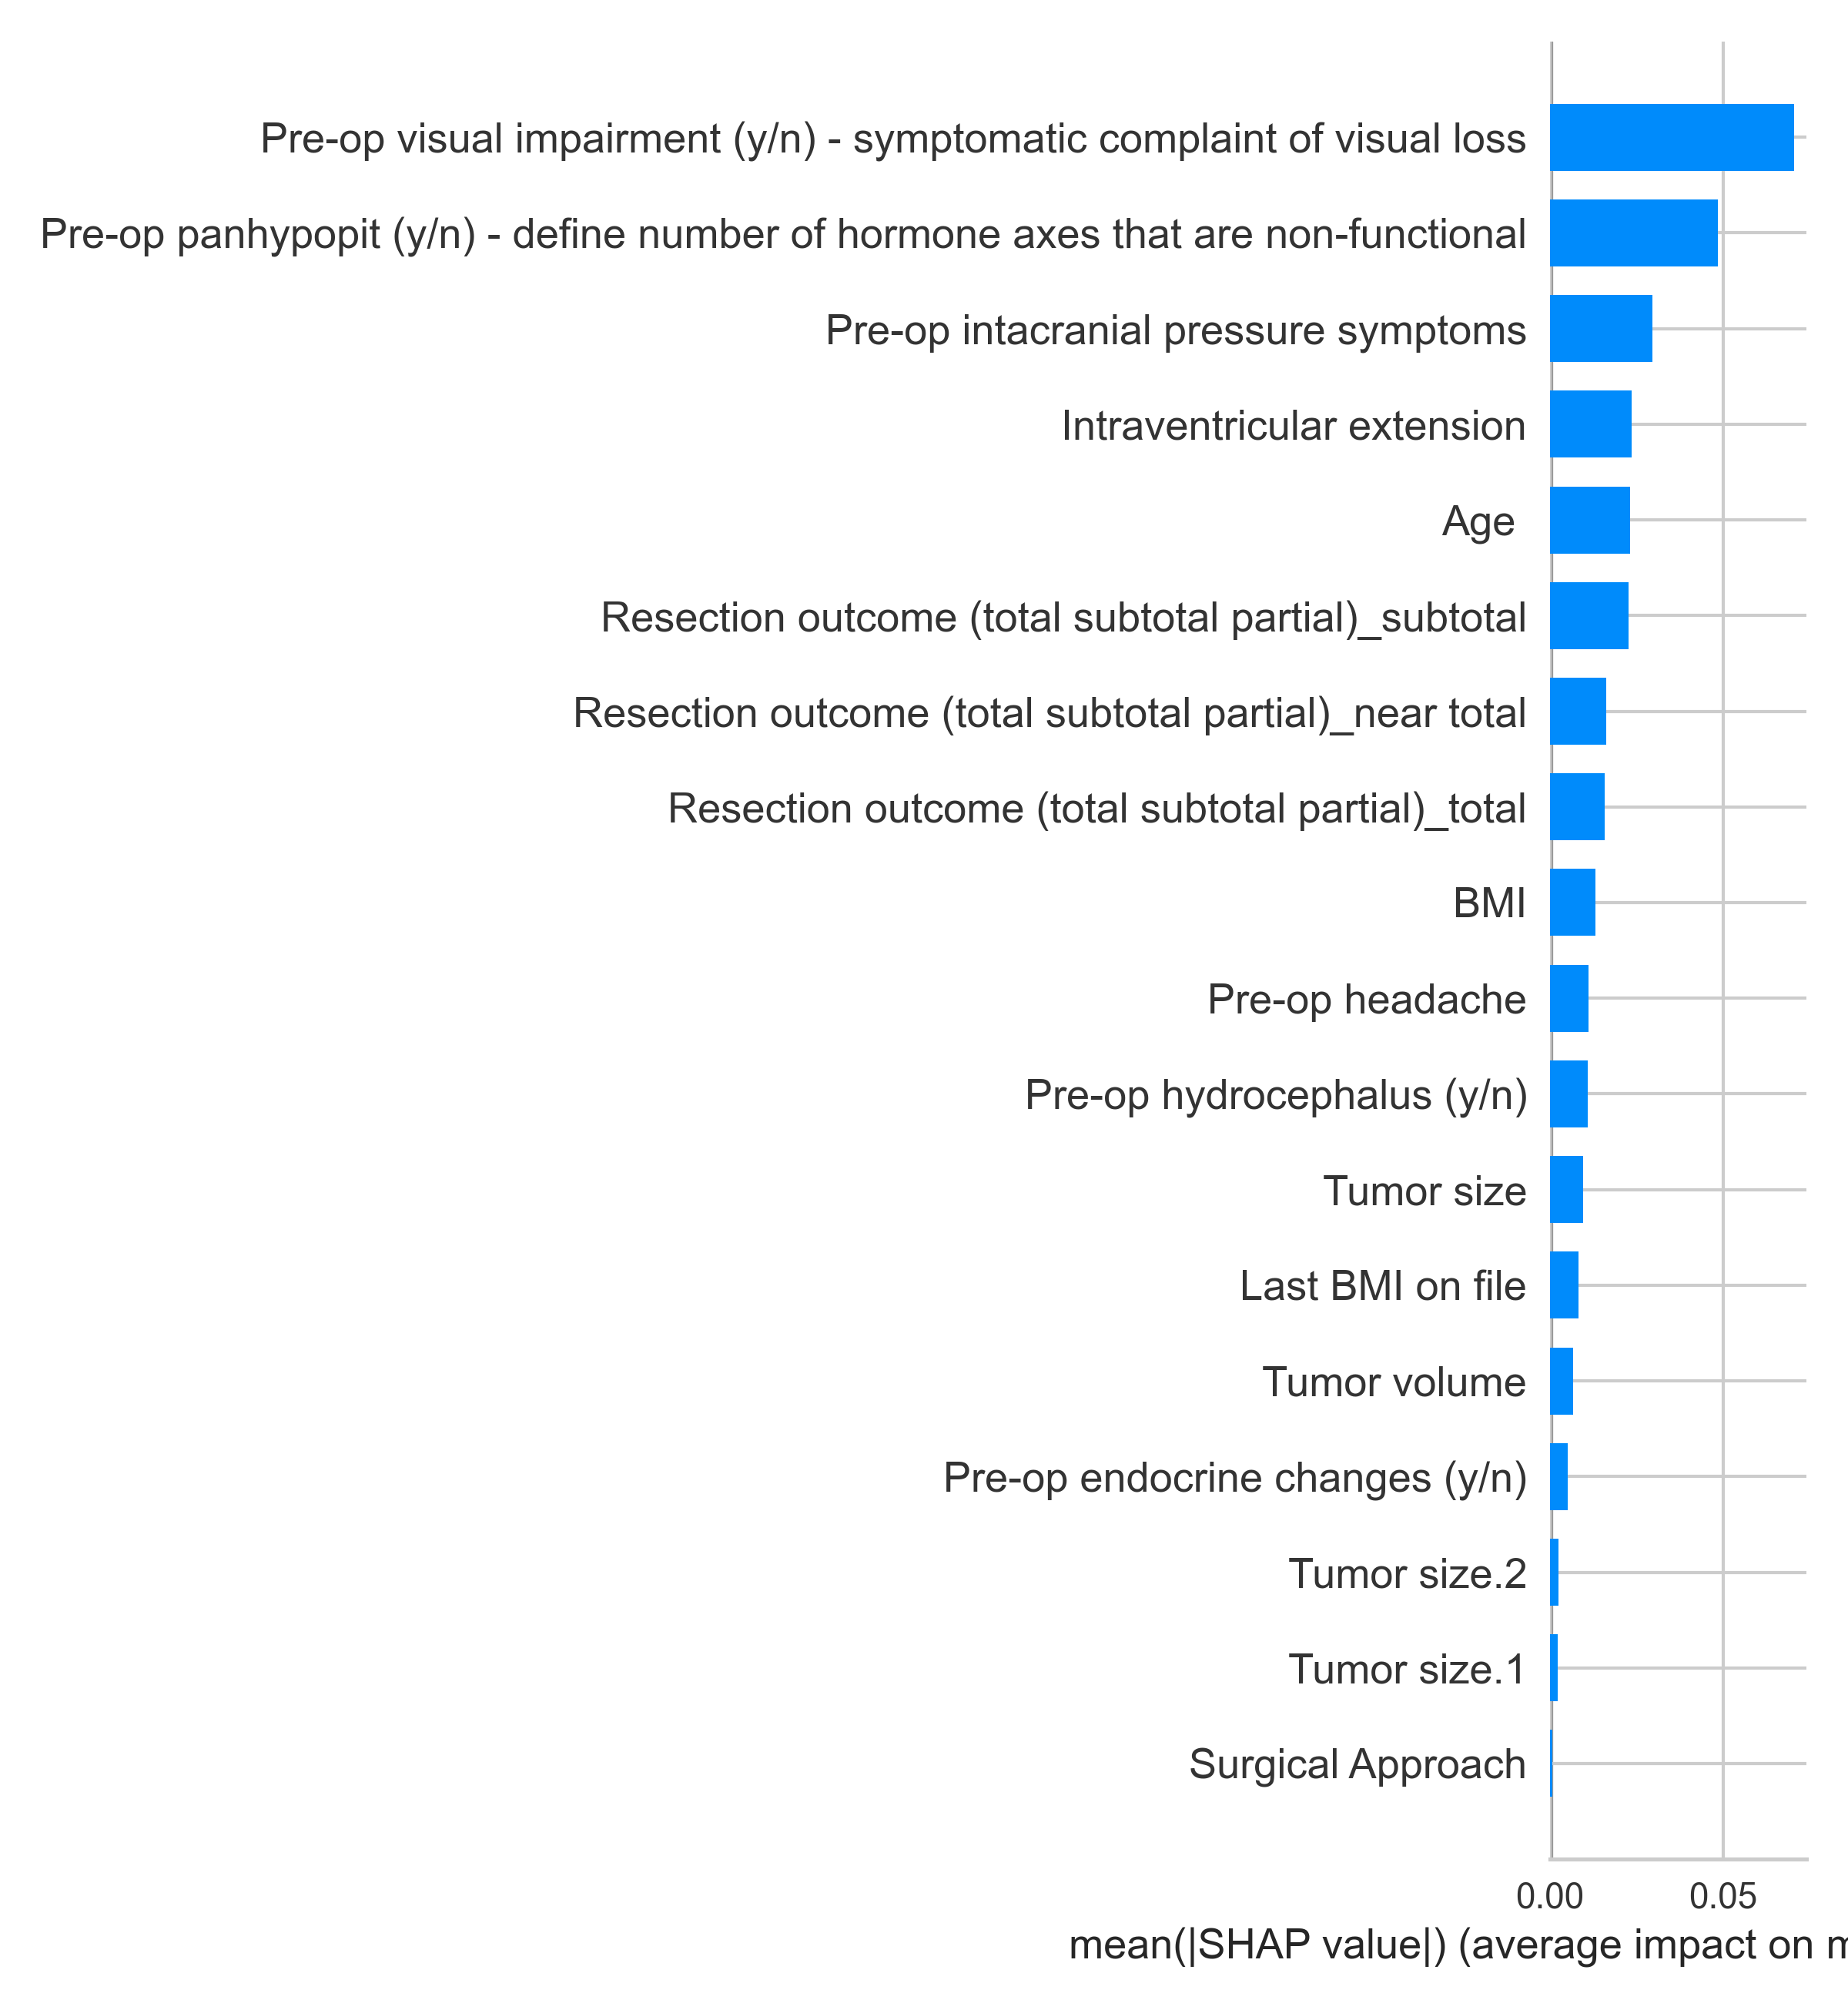 Pre-op visual impairment (y/n) - symptomatic complaint of visual loss
Pre-op panhypopit (y/n) - define number of hormone axes that are non-functional
Pre-op intacranial pressure symptoms
Intraventricular extension
Age
Resection outcome (total subtotal partial)_subtotal
Resection outcome (total subtotal partial)_near total
Resection outcome (total subtotal partial)_total
BMI
Pre-op headache
Pre-op hydrocephalus (y/n)
Tumor size
Last BMI on file
Tumor volume
Pre-op endocrine changes (y/n)
Tumor size.2
Tumor size.1
Surgical Approach
0.00 0.05
mean(|SHAP value|) (average impact on